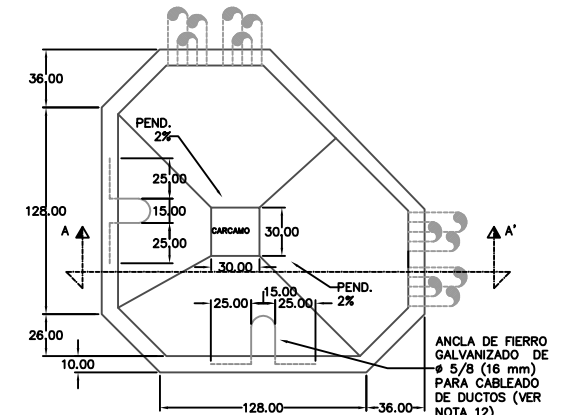 36.00
PEND.
2%
25.00
128.00
15.00
CARCAMO
30.00
A
A'
25.00
30.00
15.00
PEND.
2%
25.00
25.00
26.00
10.00
ANCLA DE FIERRO
GALVANIZADO DE
ø 5/8 (16 mm)
PARA CABLEADO
DE DUCTOS (VER
NOTA 12)
128.00
36.00